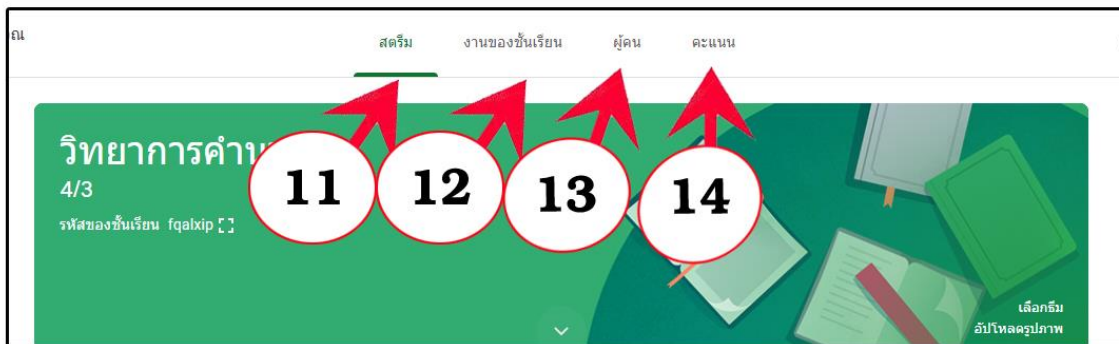 ณ
สตรีม งานของชั้นเรียน ผู้คน คะแนน
วิทยาการคำน
4/3
รหัสของชั้นเรียน fqalxip
11 12 13 14
เลือกธีม
อัปโหลดรูปภาพ